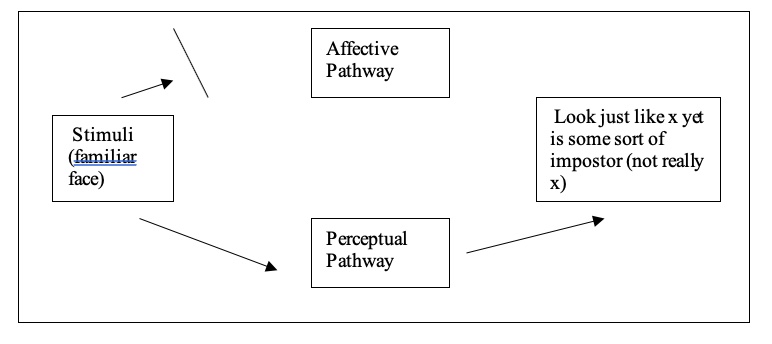 Affective
Pathway
Stimuli
(familiar
face)
Look just like x yet
is some sort of
impostor (not really
x)
Perceptual
Pathway